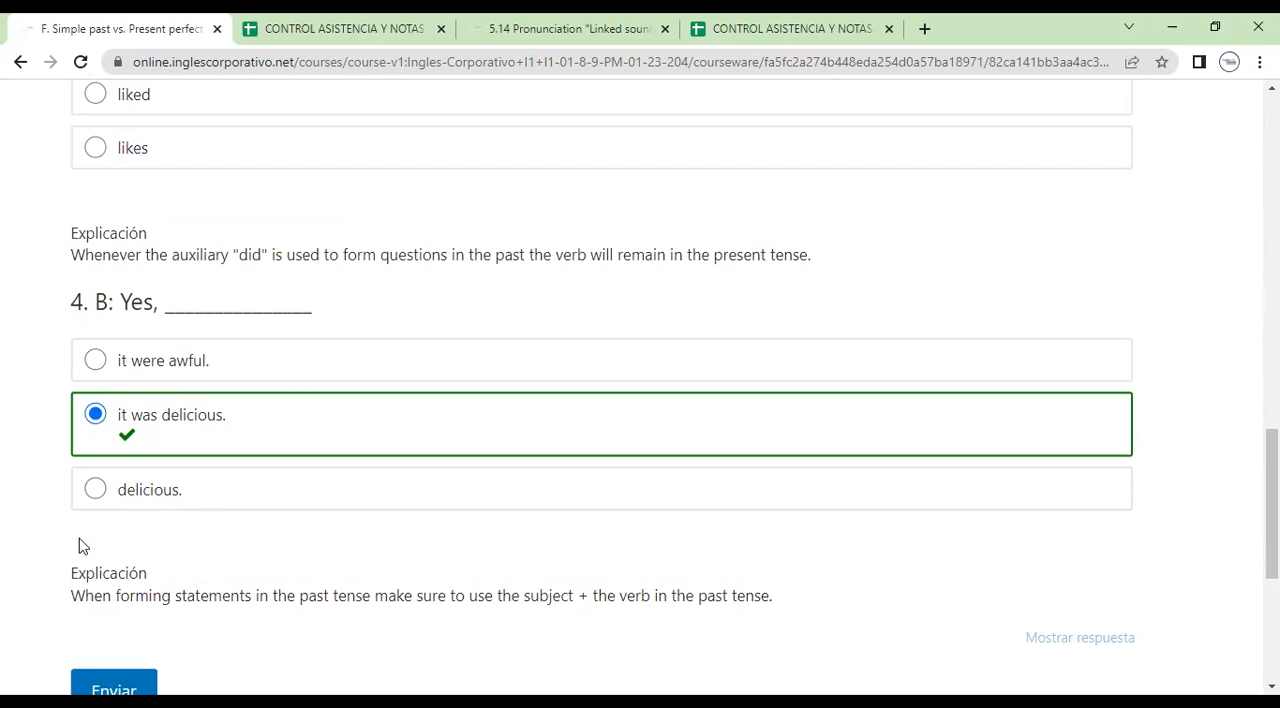 F. Simple past vs. Present perfect
CONTROL ASISTENCIA Y NOTAS
5.14 Pronunciation "Linked soun
CONTROL ASISTENCIA Y NOTAS
online.inglescorporativo.net/courses/course-v1:Ingles-Corporativo+I1+I1-01-8-9-PM-01-23-204/courseware/fa5fc2a274b448eda254d0a57ba18971/82ca141bb3aa4ac3...
liked
likes
Explicación
Whenever the auxiliary "did" is used to form questions in the past the verb will remain in the present tense.
4. B: Yes, _______________
it were awful.
it was delicious.
delicious.
Explicación
When forming statements in the past tense make sure to use the subject + the verb in the past tense.
Mostrar respuesta
Enviar